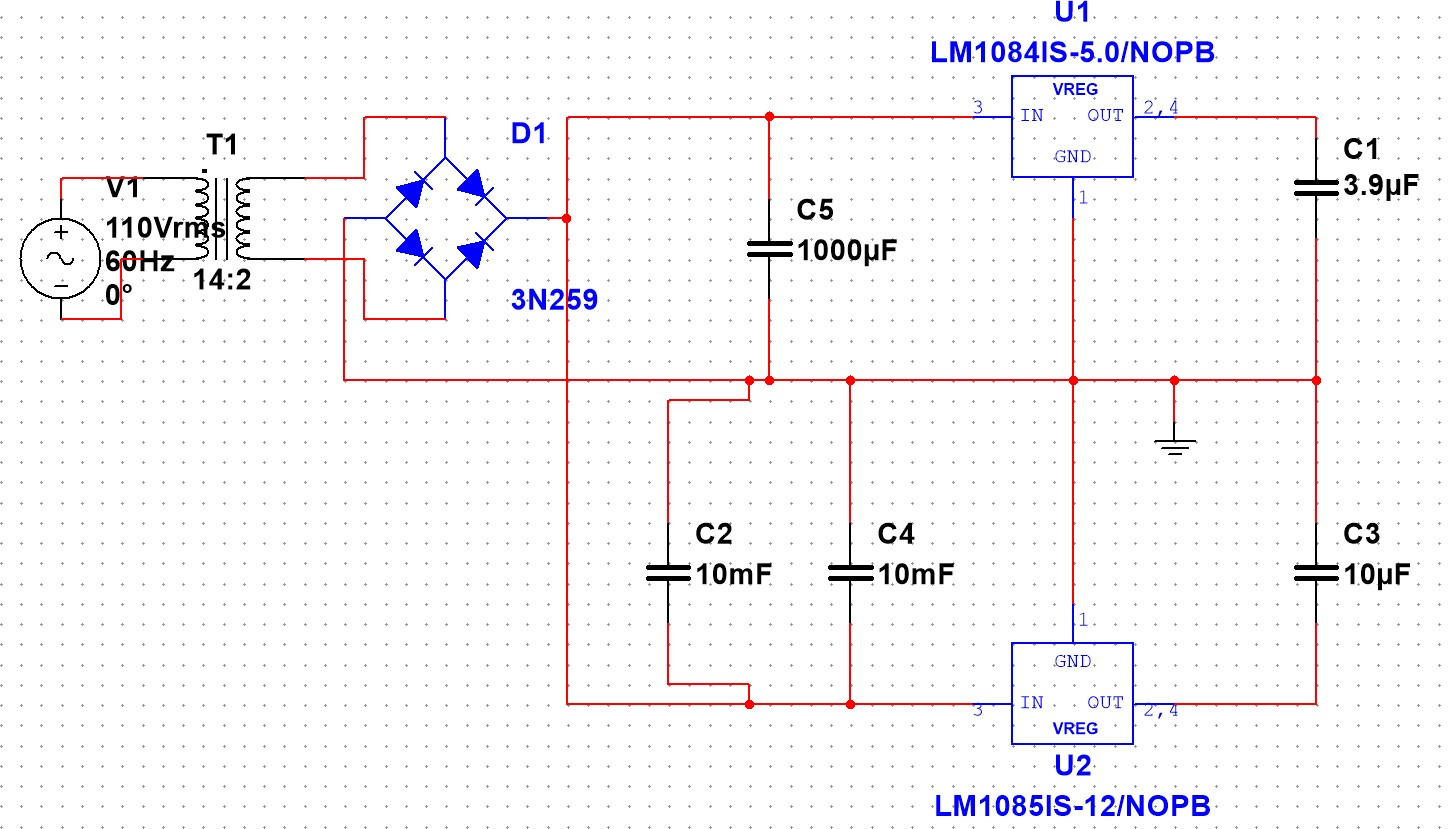 U1
LM1084IS-5.0/NOPB
VREG
3
IN
OUT
2,4
GND
1
C1
3.9µF
D1
T1
V1
110Vrms
60Hz
0°
14:2
3N259
C5
1000µF
C2
10mF
C4
10mF
C3
10µF
1
GND
3
IN
OUT
2,4
VREG
U2
LM1085IS-12/NOPB